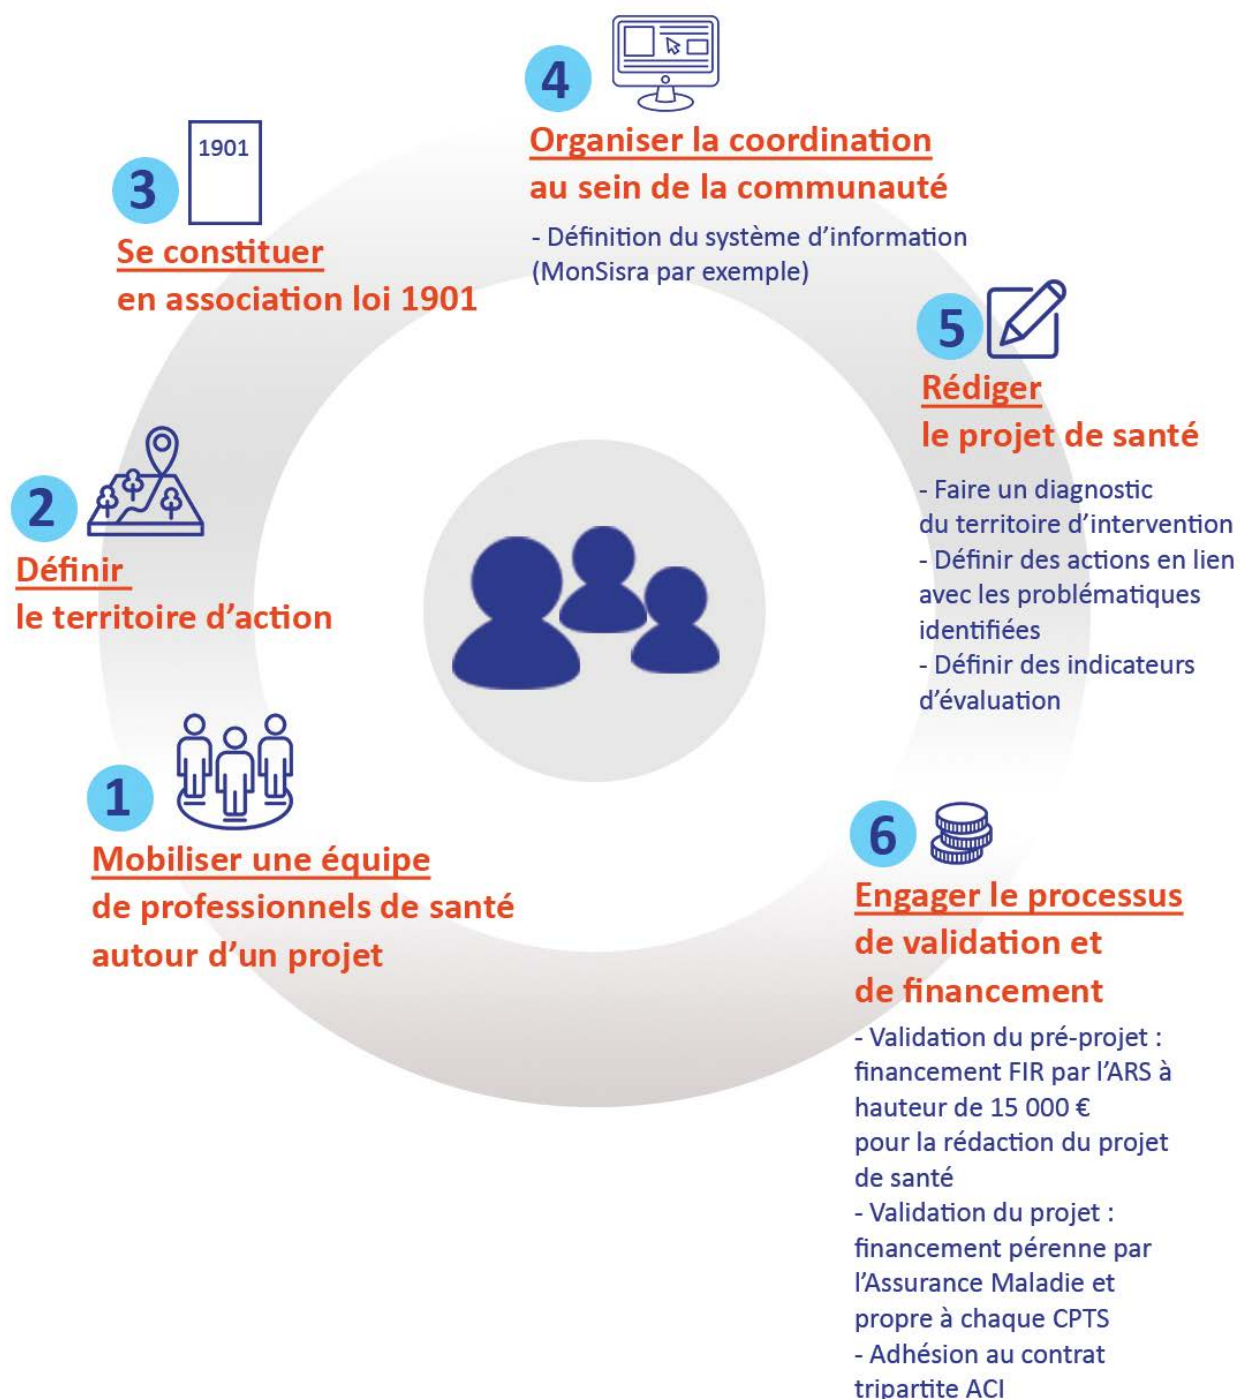 1
Mobiliser une équipe
de professionnels de santé
autour d’un projet
2
Définir
le territoire d’action
3
1901
Se constituer
en association loi 1901
4
Organiser la coordination
au sein de la communauté
- Définition du système d’information
(MonSisra par exemple)
5
Rédiger
le projet de santé
- Faire un diagnostic
du territoire d’intervention
- Définir des actions en lien
avec les problématiques
identifiées
- Définir des indicateurs
d’évaluation
6
Engager le processus
de validation et
de financement
- Validation du pré-projet :
financement FIR par l’ARS à
hauteur de 15 000 €
pour la rédaction du projet
de santé
- Validation du projet :
financement pérenne par
l’Assurance Maladie et
propre à chaque CPTS
- Adhésion au contrat
tripartite ACI